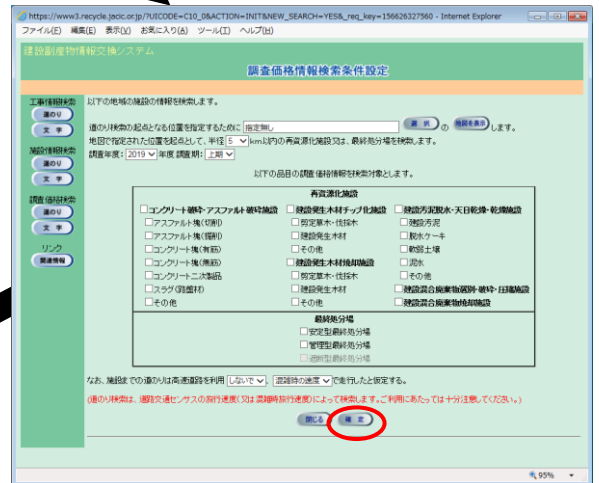 https://www3.recycle.jacic.or.jp/?UICODE=C10_0&ACTION=INIT&NEW_SEARCH=YES&_req_key=156626327560 - Internet Explorer
ファイル(F) 編集(E) 表示(V) お気に入り(A) ツール(T) ヘルプ(H)
建設副産物情報交換システム
調査価格情報検索条件設定
工事情報検索
道のり
文 字
施設情報検索
道のり
文 字
調査価格検索
道のり
文 字
リンク
関連情報
以下の地域の施設の情報を検索します。
道のり検索の起点となる位置を指定するために 指定無し 選 択 の 地図を表示 します。
地図で指定された位置を起点として、半径 5 km以内の再資源化施設又は、最終処分場を検索します。
調査年度: 2019 年度 調査期: 上期
以下の品目の調査価格情報を検索対象とします。
再資源化施設
コンクリート破砕・アスファルト破砕施設 建設発生木材チップ化施設 建設汚泥脱水・天日乾燥・乾燥施設
アスファルト塊(切削) 剪定草木・伐採木 建設汚泥
アスファルト塊(掘削) 建設発生木材 脱水ケーキ
コンクリート塊(有筋) その他 軟弱土壌
コンクリート塊(無筋) 建設発生木材焼却施設 泥水
コンクリート二次製品 剪定草木・伐採木 その他
スラグ(路盤材) 建設発生木材 建設混合廃棄物選別・破砕・圧縮施設
その他 その他 建設混合廃棄物焼却施設
最終処分場
安定型最終処分場
管理型最終処分場
遮断型最終処分場
なお、施設までの道のりは高速道路を利用 しないで 、 混雑時の速度 で走行したと仮定する。
(道のり検索は、道路交通センサスの旅行速度(又は混雑時旅行速度)によって検索します。ご利用にあたっては十分注意してください。)
閉じる 確 定
95%